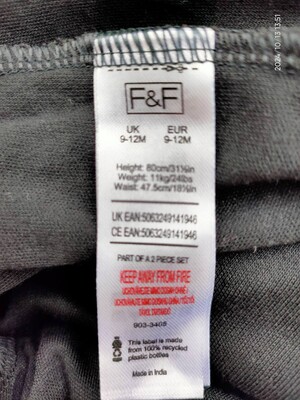 2024/10/13 13:51
F&F
UK EUR
9-12M 9-12M
Height: 80cm/31½in
Weight: 11kg/24lbs
Waist: 47.5cm/18¾in
UK EAN: 5063249141946
CE EAN: 5063249141946
PART OF A 2 PIECE SET
KEEP AWAY FROM FIRE
903-3408
This label is made
from 100% recycled
plastic bottles
Made in India